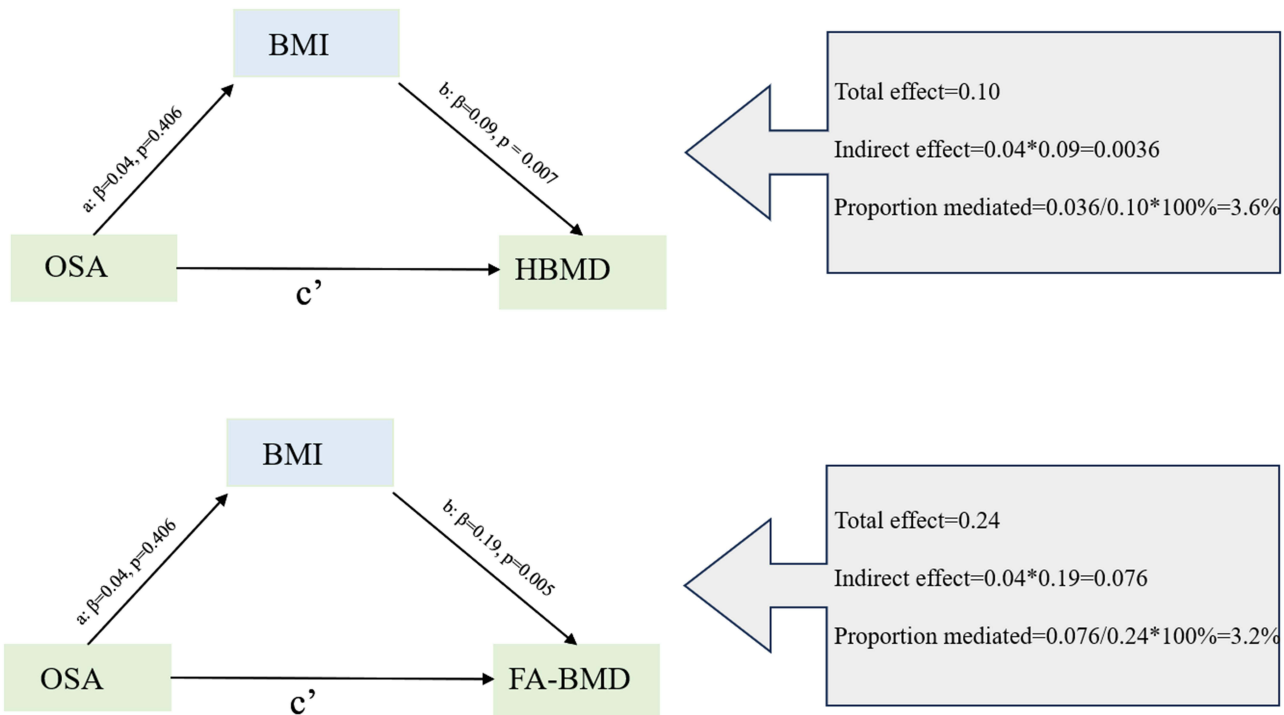 BMI
a: β=0.04, p=0.406
b: β=0.09, p = 0.007
OSA
c’
HBMD
Total effect=0.10
Indirect effect=0.04*0.09=0.0036
Proportion mediated=0.036/0.10*100%=3.6%
BMI
a: β=0.04, p=0.406
b: β=0.19, p=0.005
OSA
c’
FA-BMD
Total effect=0.24
Indirect effect=0.04*0.19=0.076
Proportion mediated=0.076/0.24*100%=3.2%